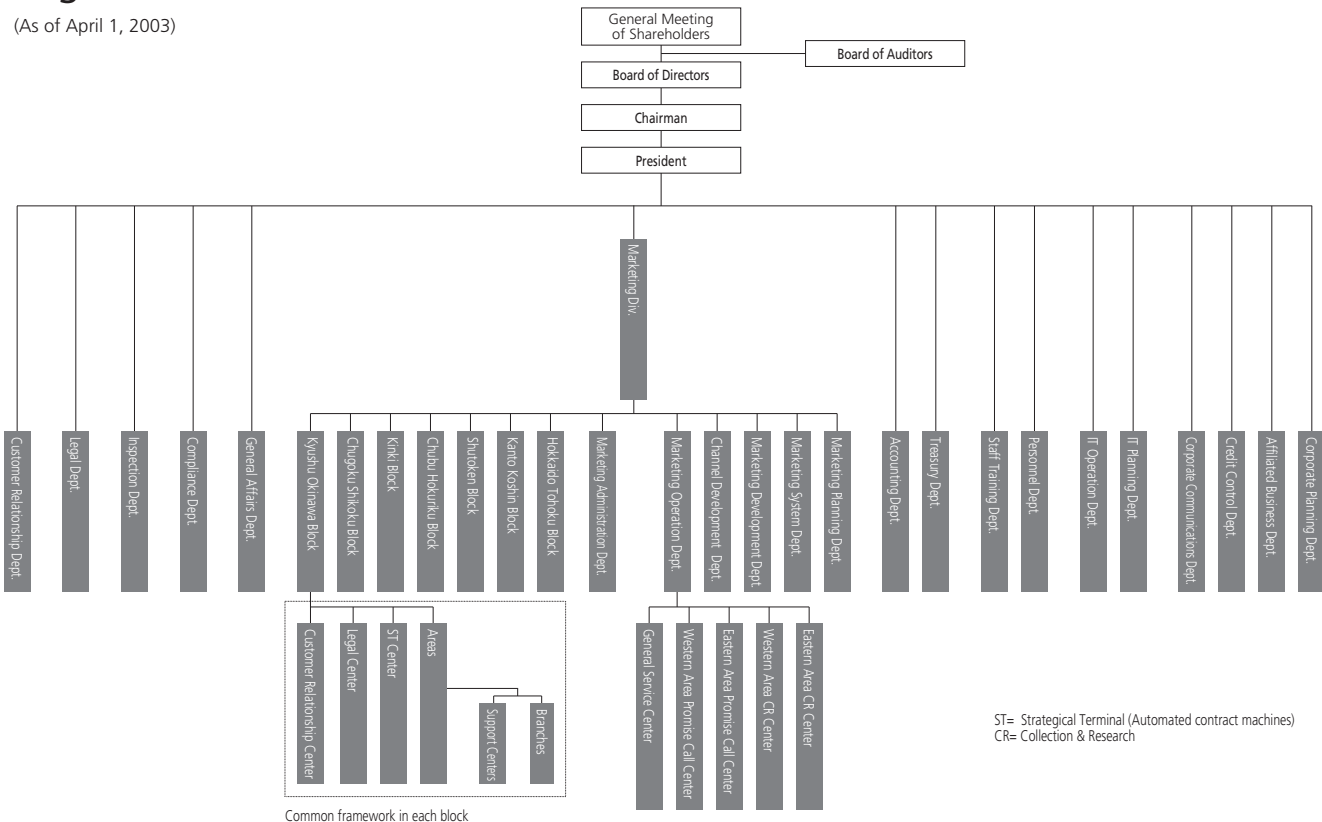 (As of April 1, 2003)
General Meeting
of Shareholders
Board of Auditors
Board of Directors
Chairman
President
Marketing Div.
Customer Relationship Dept.
Legal Dept.
Inspection Dept.
Compliance Dept.
General Affairs Dept.
Kyushu Okinawa Block
Chugoku Shikoku Block
Kinki Block
Chubu Hokuriku Block
Shutoken Block
Kanto Koshin Block
Hokkaido Tohoku Block
Marketing Administration Dept.
Marketing Operation Dept.
Channel Development Dept.
Marketing Development Dept.
Marketing System Dept.
Marketing Planning Dept.
Accounting Dept.
Treasury Dept.
Staff Training Dept.
Personnel Dept.
IT Operation Dept.
IT Planning Dept.
Corporate Communications Dept.
Credit Control Dept.
Affiliated Business Dept.
Corporate Planning Dept.
Customer Relationship Center
Legal Center
ST Center
Areas
Support Centers
Branches
General Service Center
Western Area Promise Call Center
Eastern Area Promise Call Center
Western Area CR Center
Eastern Area CR Center
ST= Strategical Terminal (Automated contract machines)
CR= Collection & Research
Common framework in each block